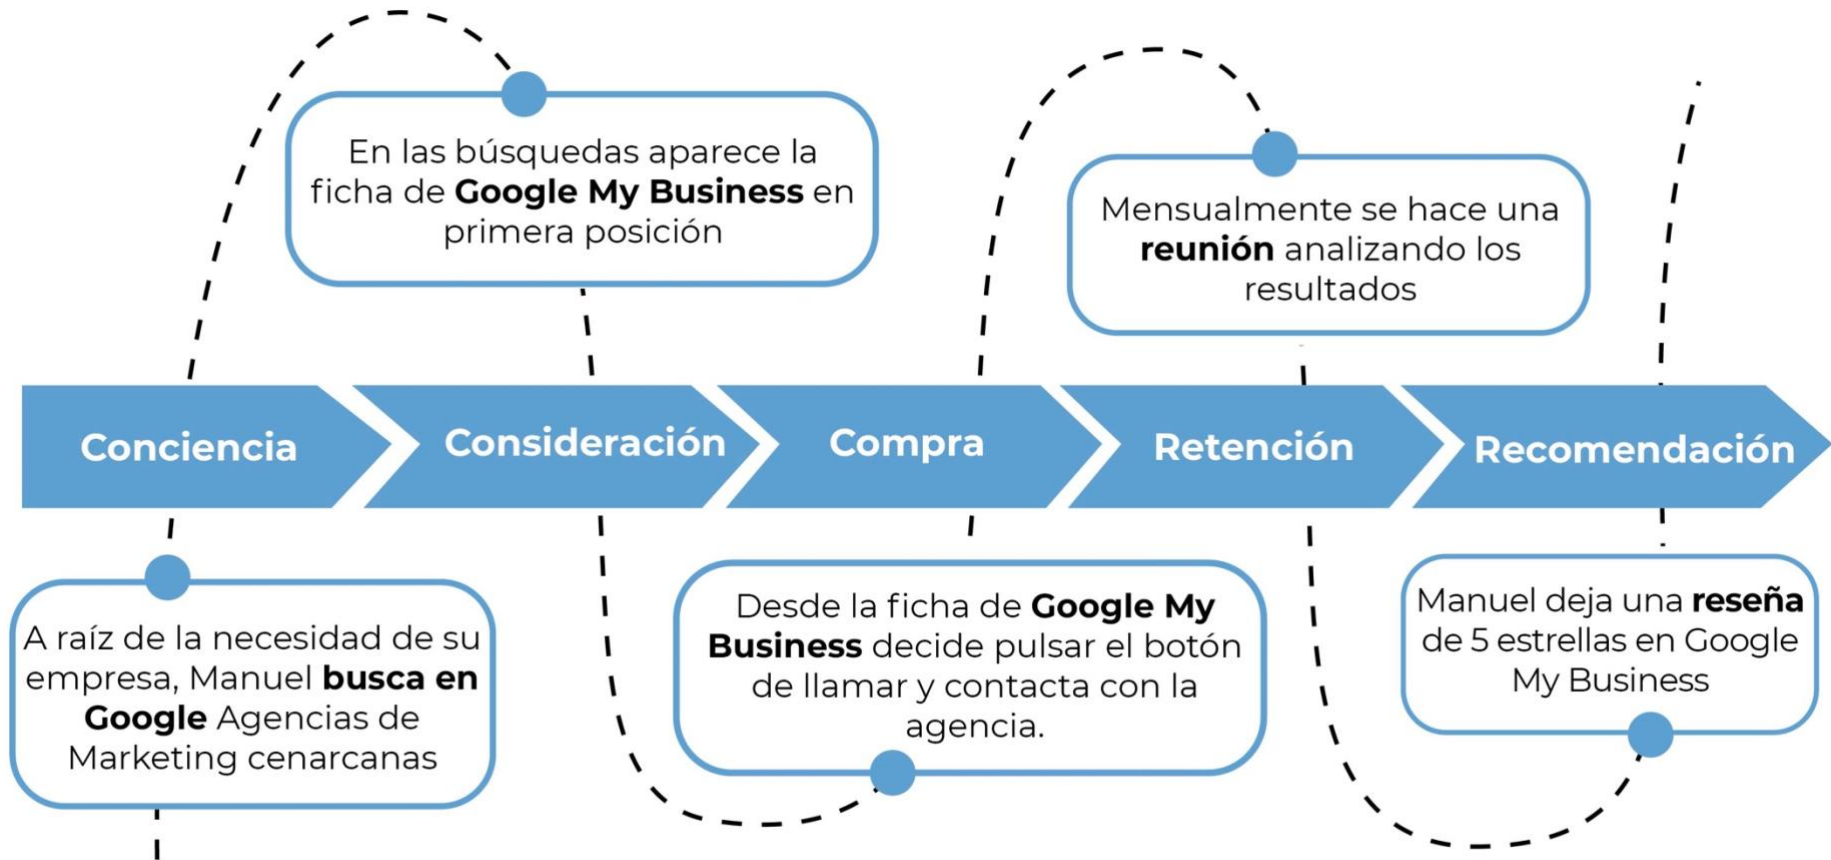 En las búsquedas aparece la
ficha de Google My Business en
primera posición
Mensualmente se hace una
reunión analizando los
resultados
Conciencia
Consideración
Compra
Retención
Recomendación
A raíz de la necesidad de su
empresa, Manuel busca en
Google Agencias de
Marketing cenarcanas
Desde la ficha de Google My
Business decide pulsar el botón
de llamar y contacta con la
agencia.
Manuel deja una reseña
de 5 estrellas en Google
My Business